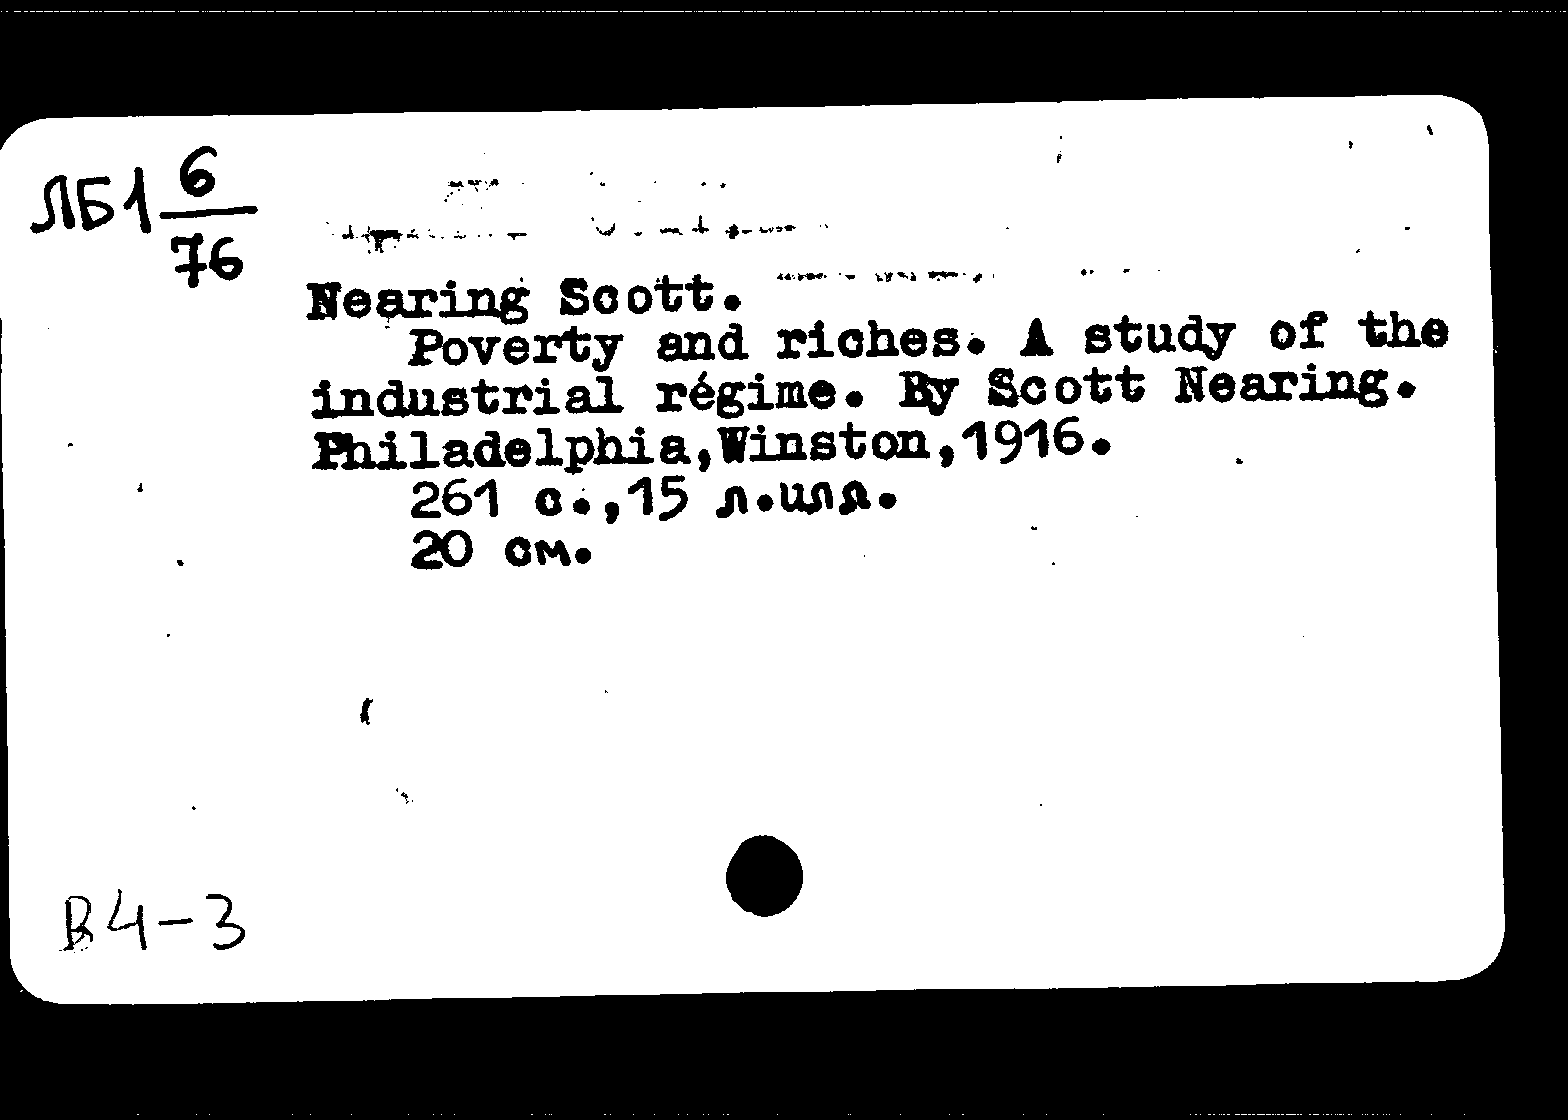 ЛБ1 6/76
Nearing Scott.
Poverty and riches. A study of the
industrial régime. By Scott Nearing.
Philadelphia,Winston,1916.
261 с.,15 л.илл.
20 см.
В4-3